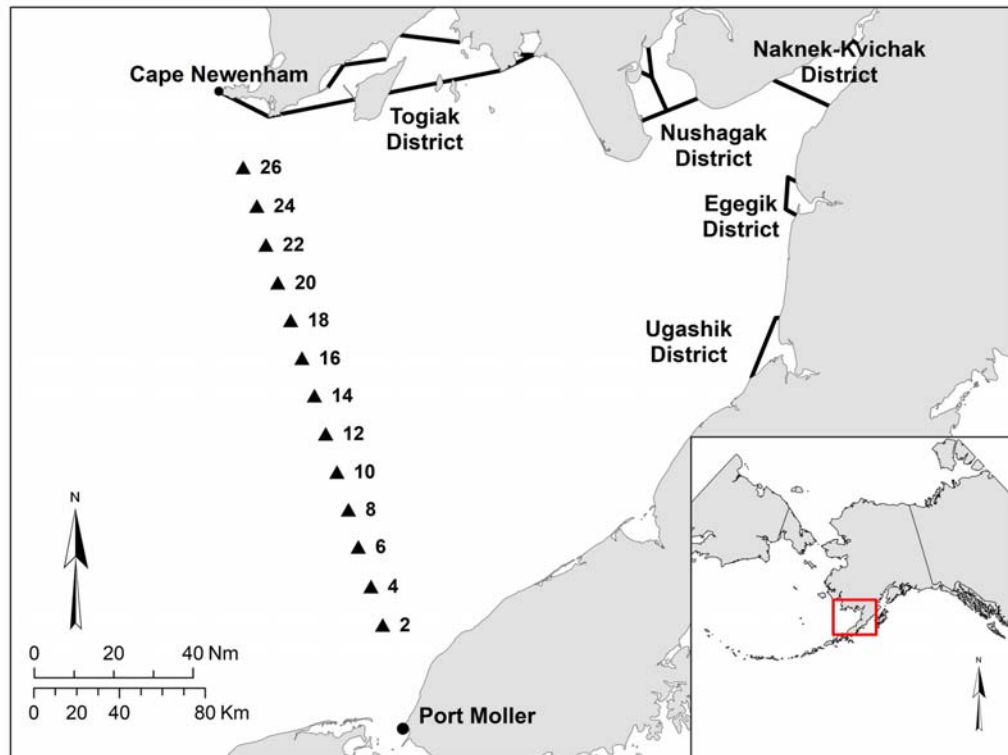 Cape Newenham
Togiak
District
Naknek-Kvichak
District
Nushagak
District
Egegik
District
Ugashik
District
26
24
22
20
18
16
14
12
10
8
6
4
2
N
0 20 40 Nm
0 20 40 80 Km
Port Moller
N